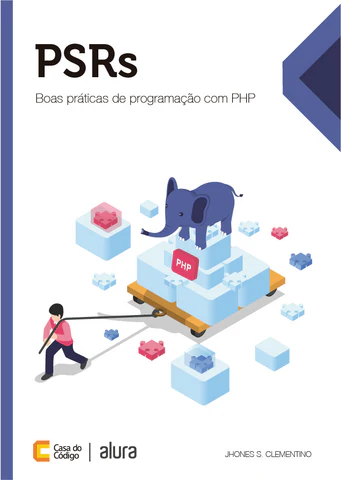 PSRs
Boas práticas de programação com PHP
PHP
Casa do
Código
alura
JHONES S. CLEMENTINO